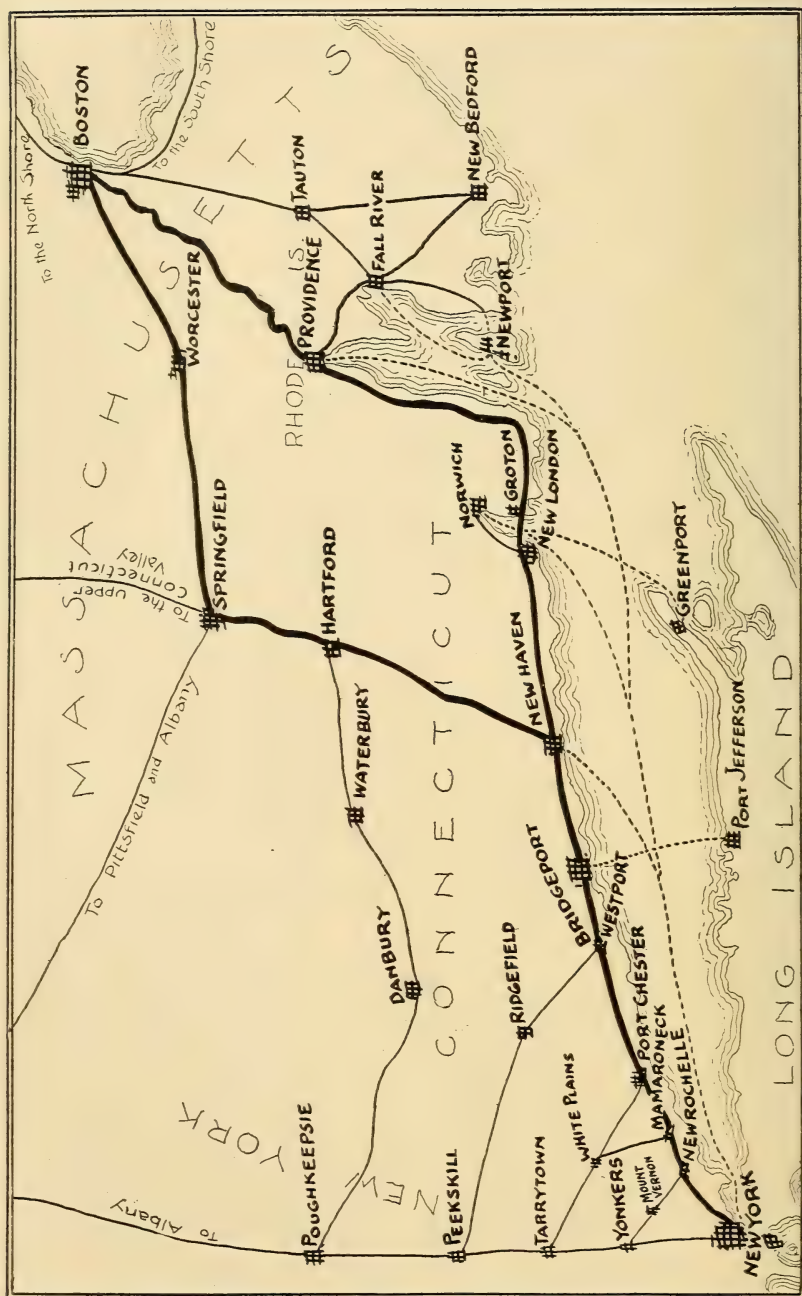 To the North Shore
BOSTON
To the South Shore
MASSACHUSETTS
WORCESTER
TAUTON
PROVIDENCE
RHODE IS
FALL RIVER
NEW BEDFORD
NEWPORT
To the Upper
Connecticut
Valley
SPRINGFIELD
To Pittsfield and Albany
HARTFORD
WATERBURY
DANBURY
CONNECTICUT
NORWICH
GROTON
NEW LONDON
NEW HAVEN
BRIDGEPORT
WESTPORT
RIDGEFIELD
GREENPORT
PORT JEFFERSON
LONG ISLAND
To Albany
NEW YORK
POUGHKEEPSIE
PEEKSKILL
TARRYTOWN
WHITE PLAINS
PORT CHESTER
MAMARONECK
NEW ROCHELLE
YONKERS
MOUNT
VERNON
NEW YORK